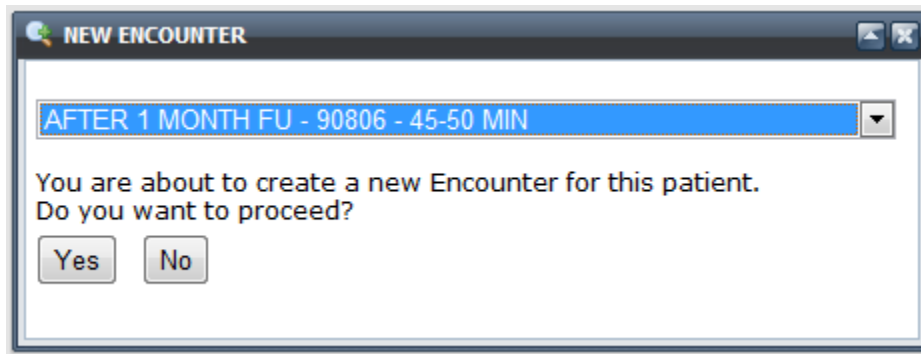 NEW ENCOUNTER
AFTER 1 MONTH FU - 90806 - 45-50 MIN
You are about to create a new Encounter for this patient.
Do you want to proceed?
Yes No